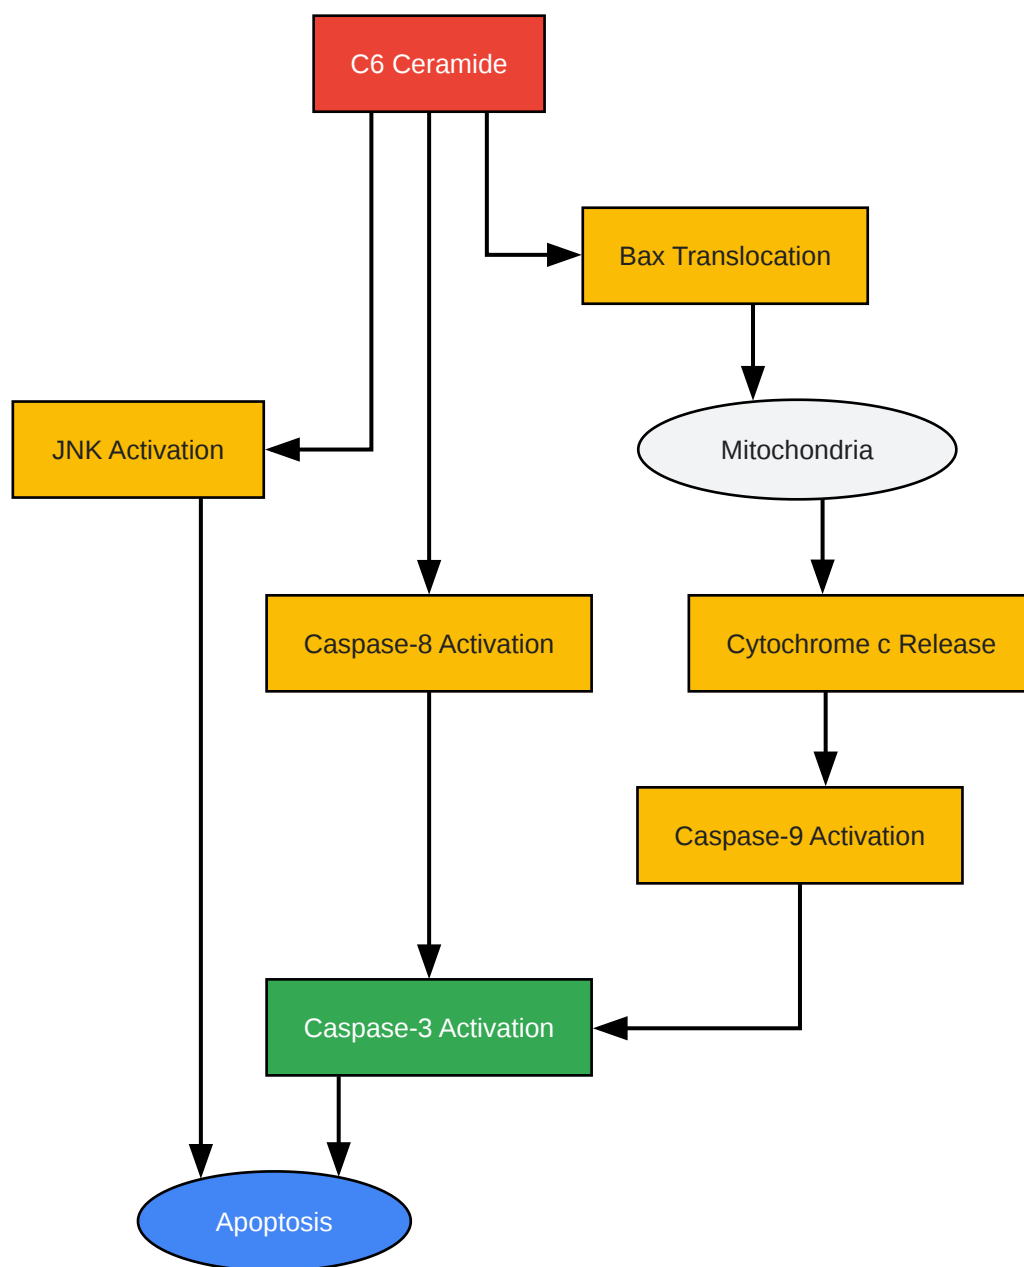 C6 Ceramide
Bax Translocation
JNK Activation
Mitochondria
Caspase-8 Activation
Cytochrome c Release
Caspase-9 Activation
Caspase-3 Activation
Apoptosis